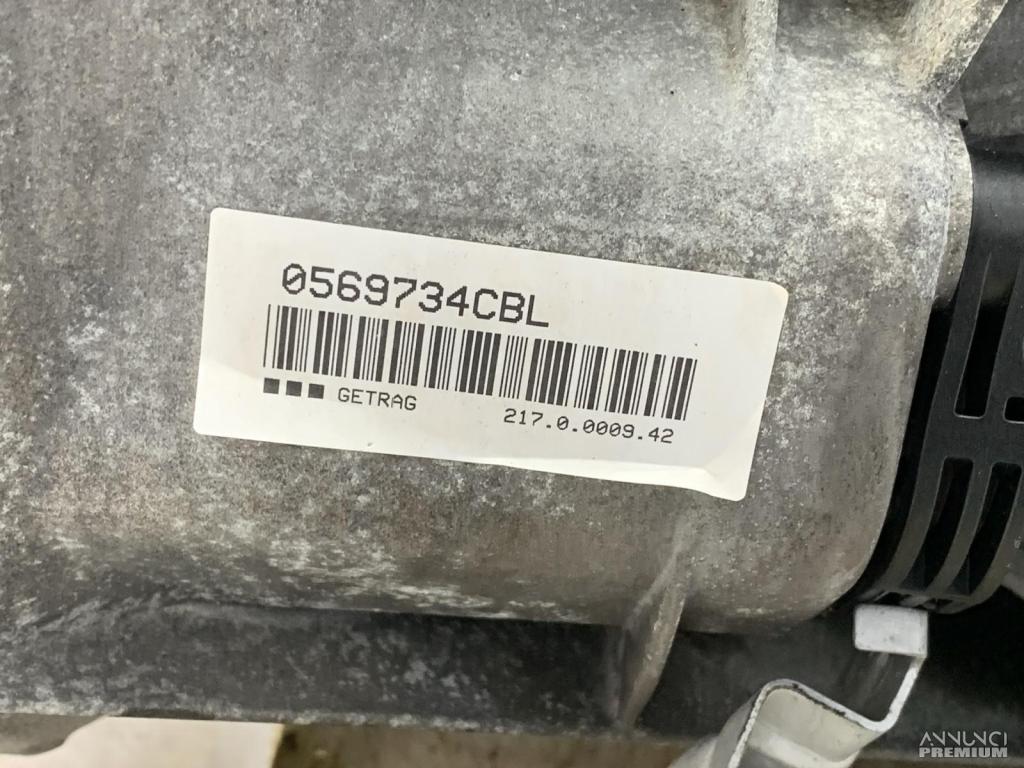 0569734CBL
GETRAG 217.0.0009.42
ANNUNCI
PREMIUM